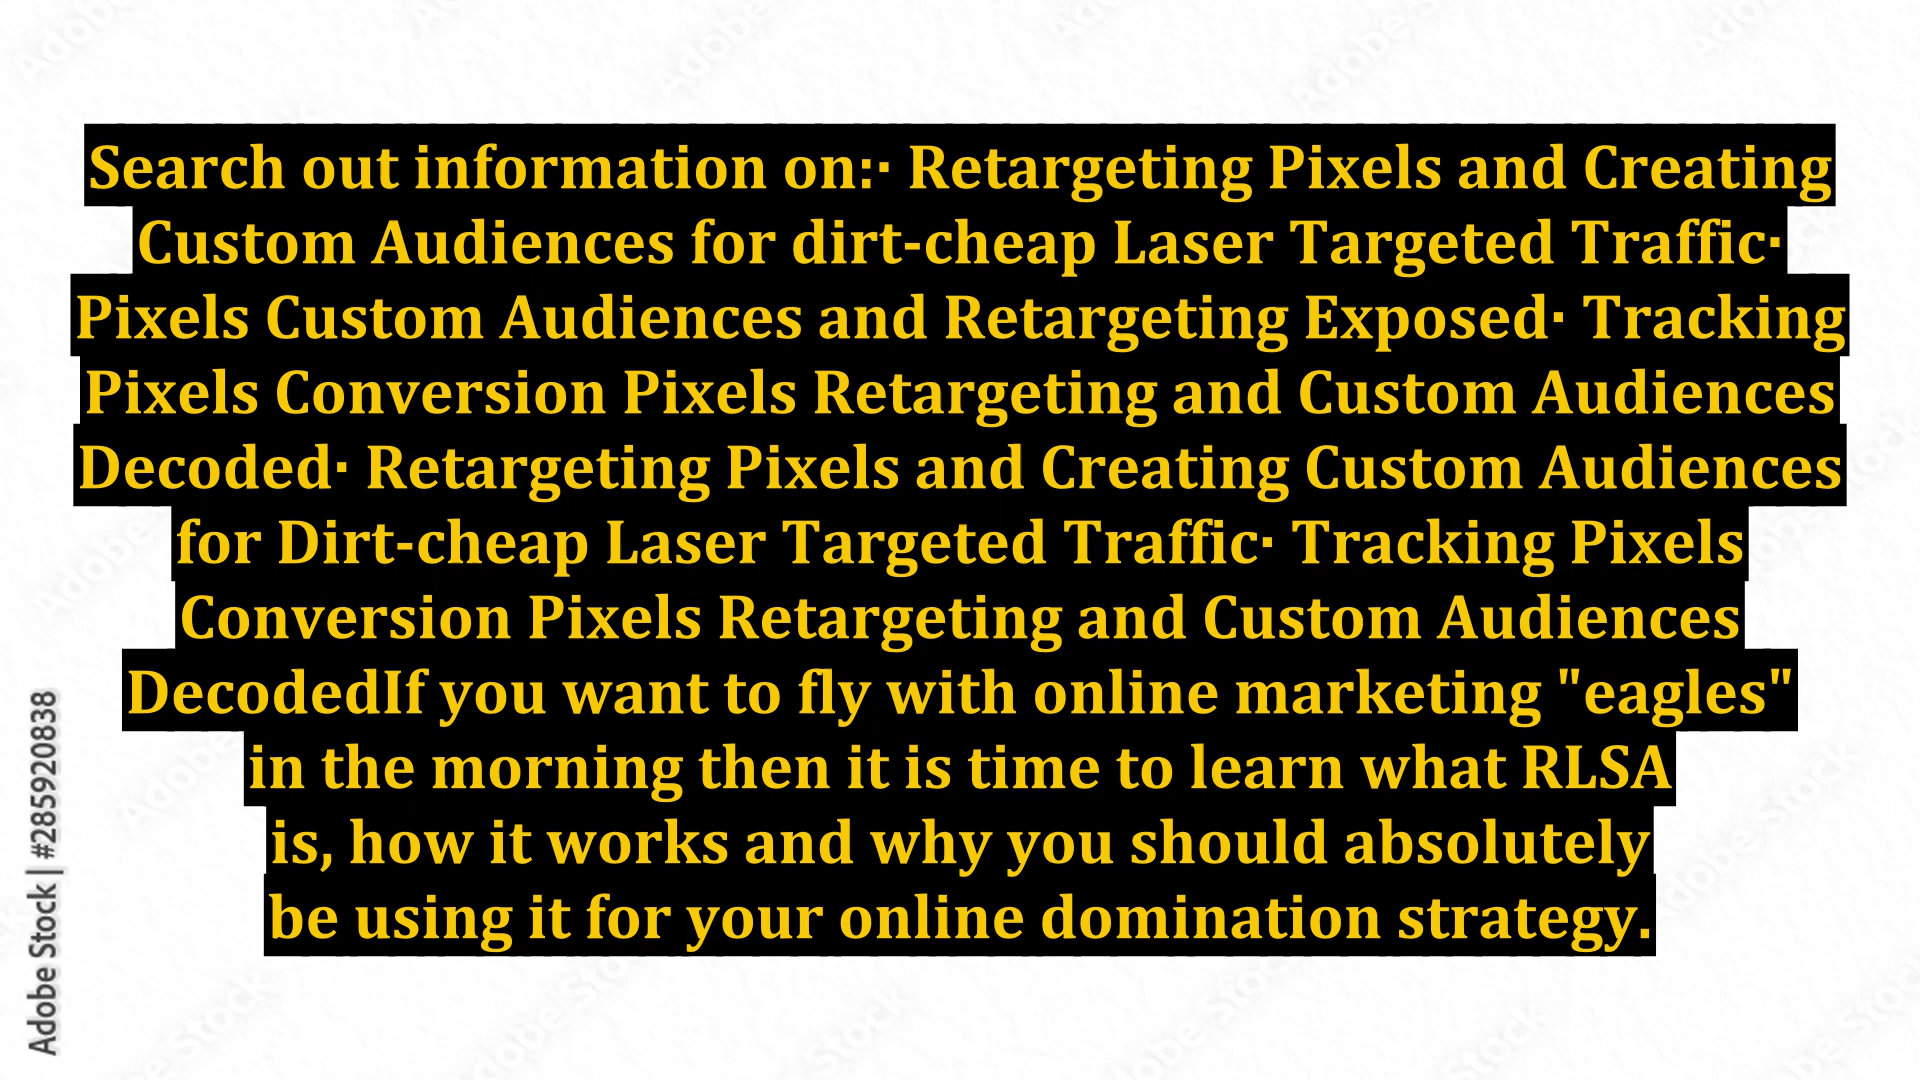 Search out information on:· Retargeting Pixels and Creating
Custom Audiences for dirt-cheap Laser Targeted Traffic·
Pixels Custom Audiences and Retargeting Exposed· Tracking
Pixels Conversion Pixels Retargeting and Custom Audiences
Decoded· Retargeting Pixels and Creating Custom Audiences
for Dirt-cheap Laser Targeted Traffic· Tracking Pixels
Conversion Pixels Retargeting and Custom Audiences
DecodedIf you want to fly with online marketing "eagles"
in the morning then it is time to learn what RLSA
is, how it works and why you should absolutely
be using it for your online domination strategy.
Adobe Stock | #285920838